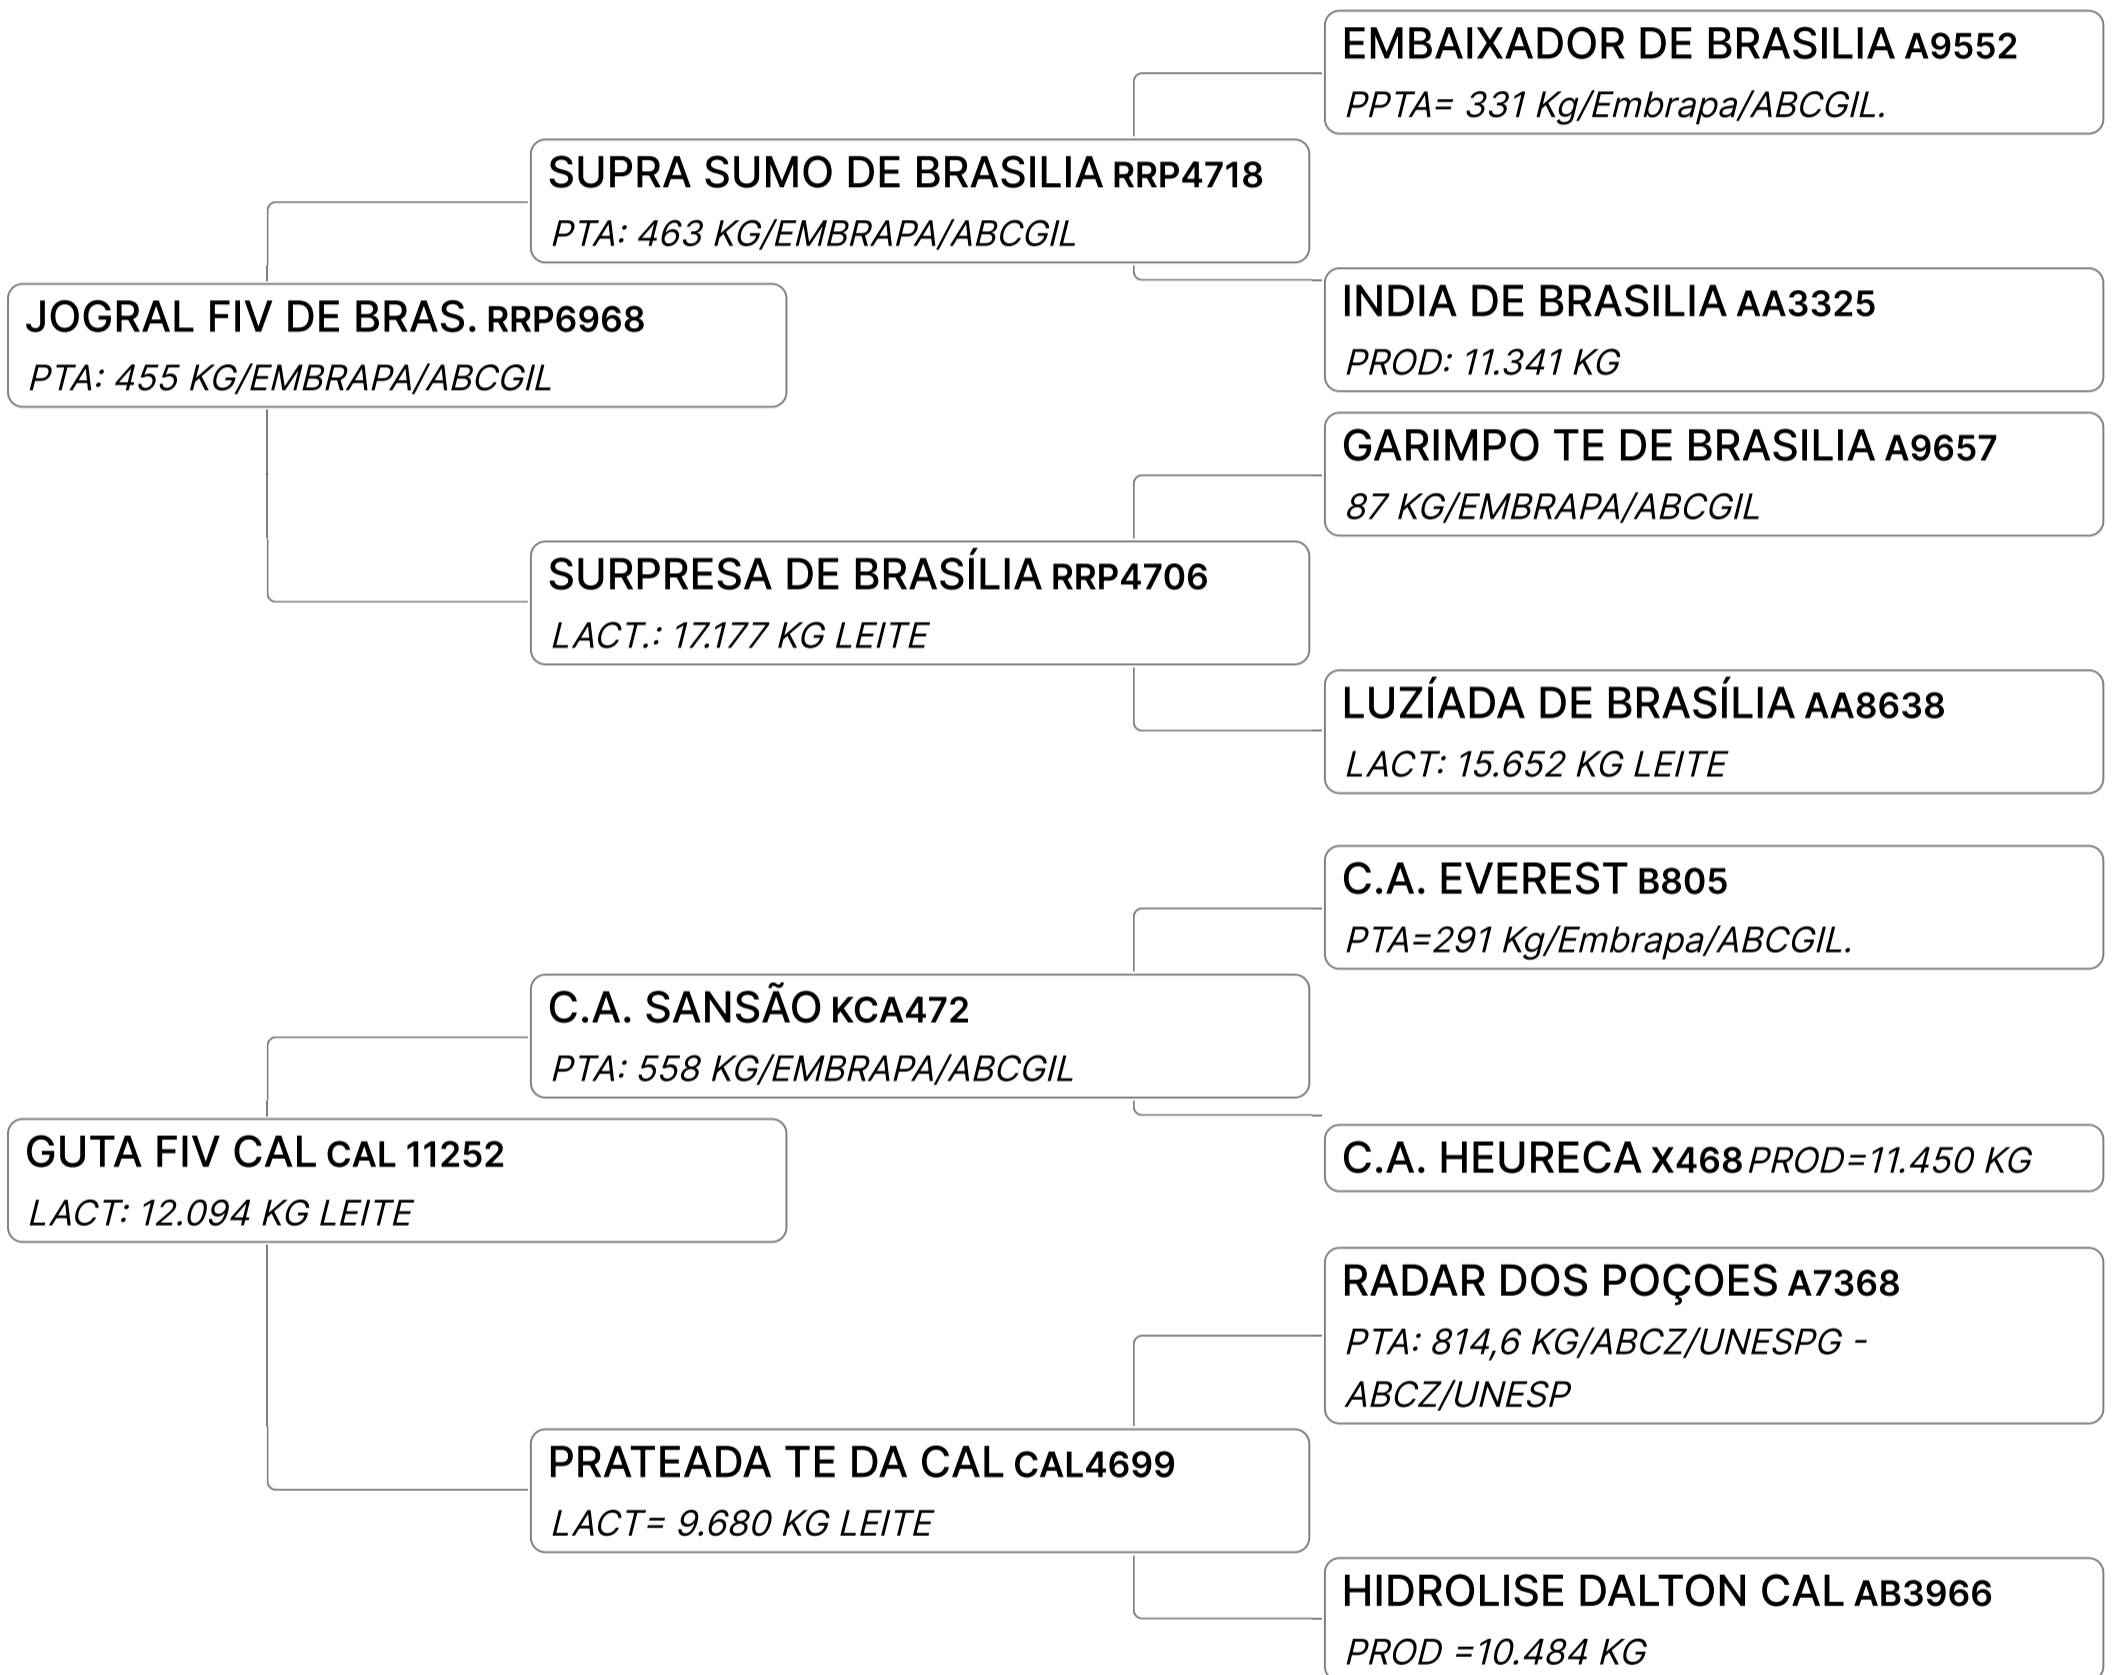 EMBAIXADOR DE BRASILIA A9552
PPTA= 331 Kg/Embrapa/ABCGIL.
SUPRA SUMO DE BRASILIA RRP4718
PTA: 463 KG/EMBRAPA/ABCGIL
INDIA DE BRASILIA AA3325
PROD: 11.341 KG
JOGRAL FIV DE BRAS. RRP6968
PTA: 455 KG/EMBRAPA/ABCGIL
GARIMPO TE DE BRASILIA A9657
87 KG/EMBRAPA/ABCGIL
SURPRESA DE BRASÍLIA RRP4706
LACT.: 17.177 KG LEITE
LUZÍADA DE BRASÍLIA AA8638
LACT: 15.652 KG LEITE
C.A. EVEREST B805
PTA=291 Kg/Embrapa/ABCGIL.
C.A. SANSÃO KCA472
PTA: 558 KG/EMBRAPA/ABCGIL
C.A. HEURECA X468 PROD=11.450 KG
GUTA FIV CAL CAL 11252
LACT: 12.094 KG LEITE
RADAR DOS POÇOES A7368
PTA: 814,6 KG/ABCZ/UNESPG -
ABCZ/UNESP
PRATEADA TE DA CAL CAL4699
LACT= 9.680 KG LEITE
HIDROLISE DALTON CAL AB3966
PROD =10.484 KG